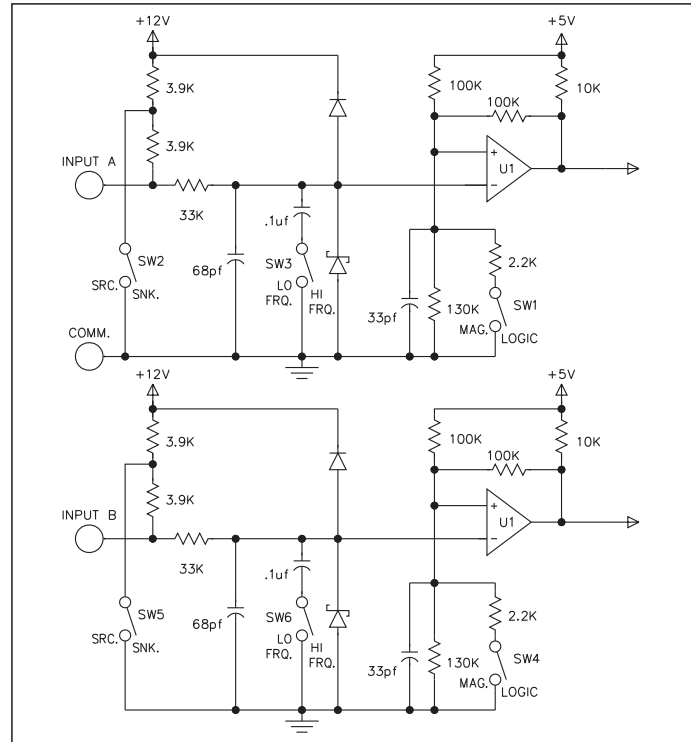 +12V
+5V
3.9K
100K
10K
100K
3.9K
INPUT A
+
U1
-
33K
.1uf
SW2
68pf
SW3
2.2K
SRC.
SNK.
LO
FRQ.
HI
FRQ.
33pf
130K
SW1
MAG.
LOGIC
COMM.
+12V
+5V
3.9K
100K
10K
100K
3.9K
INPUT B
+
U1
-
33K
.1uf
SW5
68pf
SW6
2.2K
SRC.
SNK.
LO
FRQ.
HI
FRQ.
33pf
130K
SW4
MAG.
LOGIC